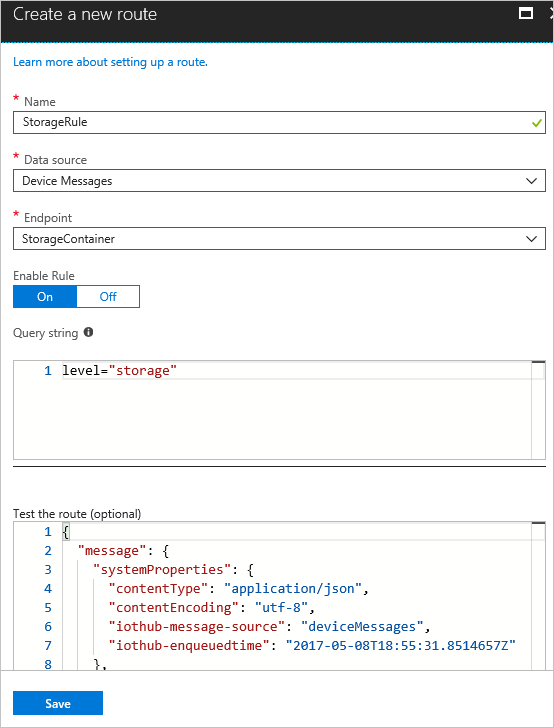 Create a new route
Learn more about setting up a route.
* Name
StorageRule
* Data source
Device Messages
* Endpoint
StorageContainer
Enable Rule
On Off
Query string
1 level="storage"
Test the route (optional)
1 {
2 "message": {
3 "systemProperties": {
4 "contentType": "application/json",
5 "contentEncoding": "utf-8",
6 "iothub-message-source": "deviceMessages",
7 "iothub-enqueuedtime": "2017-05-08T18:55:31.8514657Z"
8 },
Save